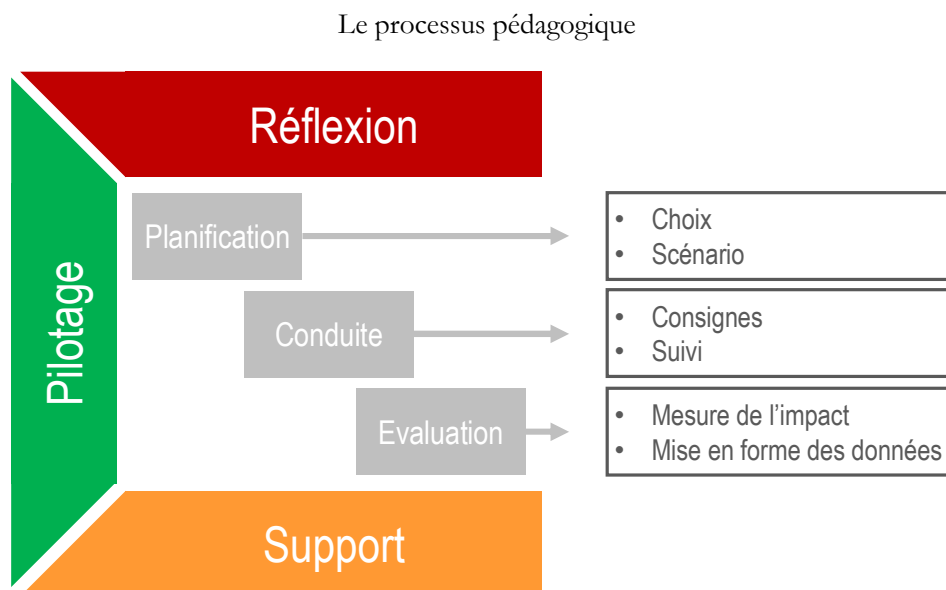 Le processus pédagogique
Réflexion
Pilotage
Planification
• Choix
• Scénario
Conduite
• Consignes
• Suivi
Evaluation
• Mesure de l'impact
• Mise en forme des données
Support